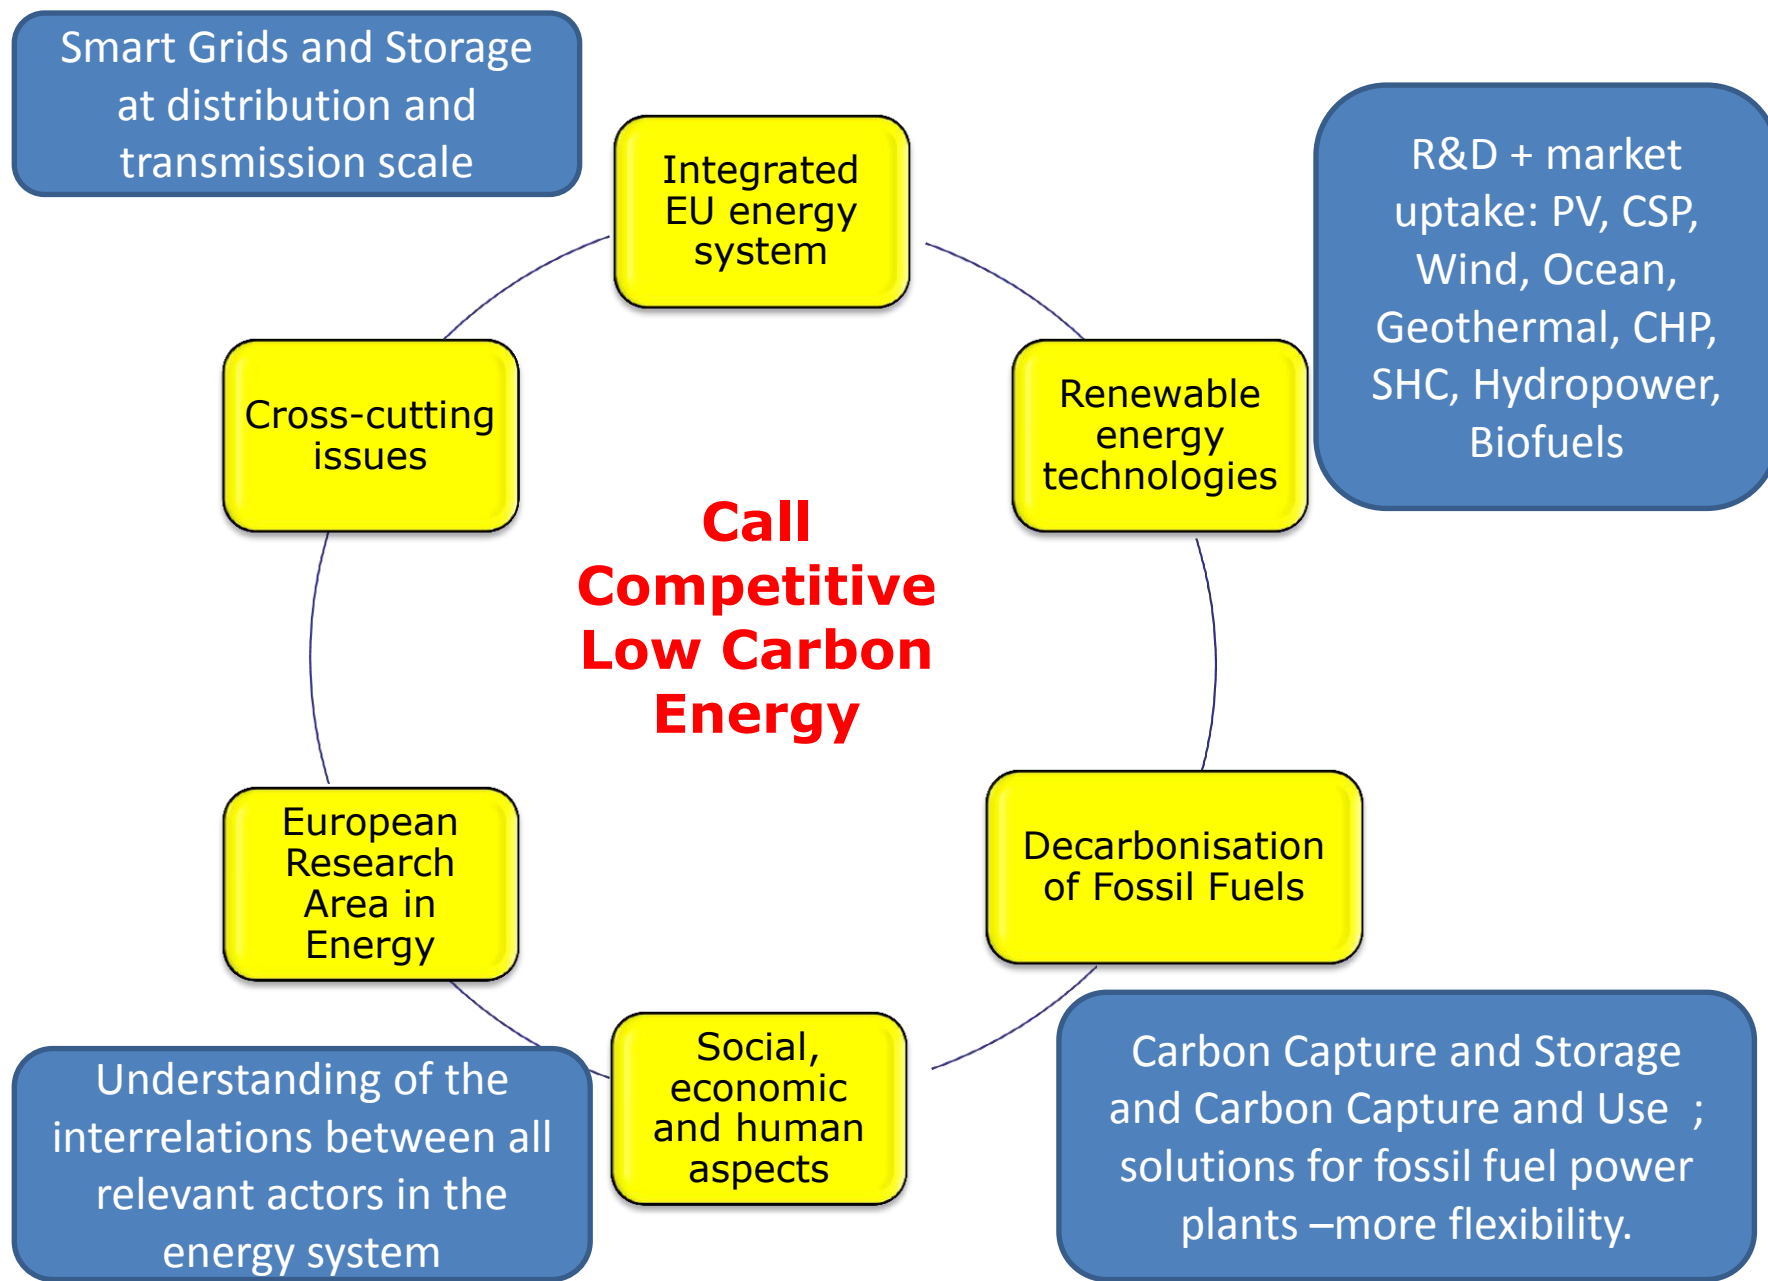 Smart Grids and Storage
at distribution and
transmission scale
Integrated
EU energy
system
R&D + market
uptake: PV, CSP,
Wind, Ocean,
Geothermal, CHP,
SHC, Hydropower,
Biofuels
Cross-cutting
issues
Renewable
energy
technologies
Call
Competitive
Low Carbon
Energy
European
Research
Area in
Energy
Decarbonisation
of Fossil Fuels
Social,
economic
and human
aspects
Understanding of the
interrelations between all
relevant actors in the
energy system
Carbon Capture and Storage
and Carbon Capture and Use  ;
solutions for fossil fuel power
plants –more flexibility.